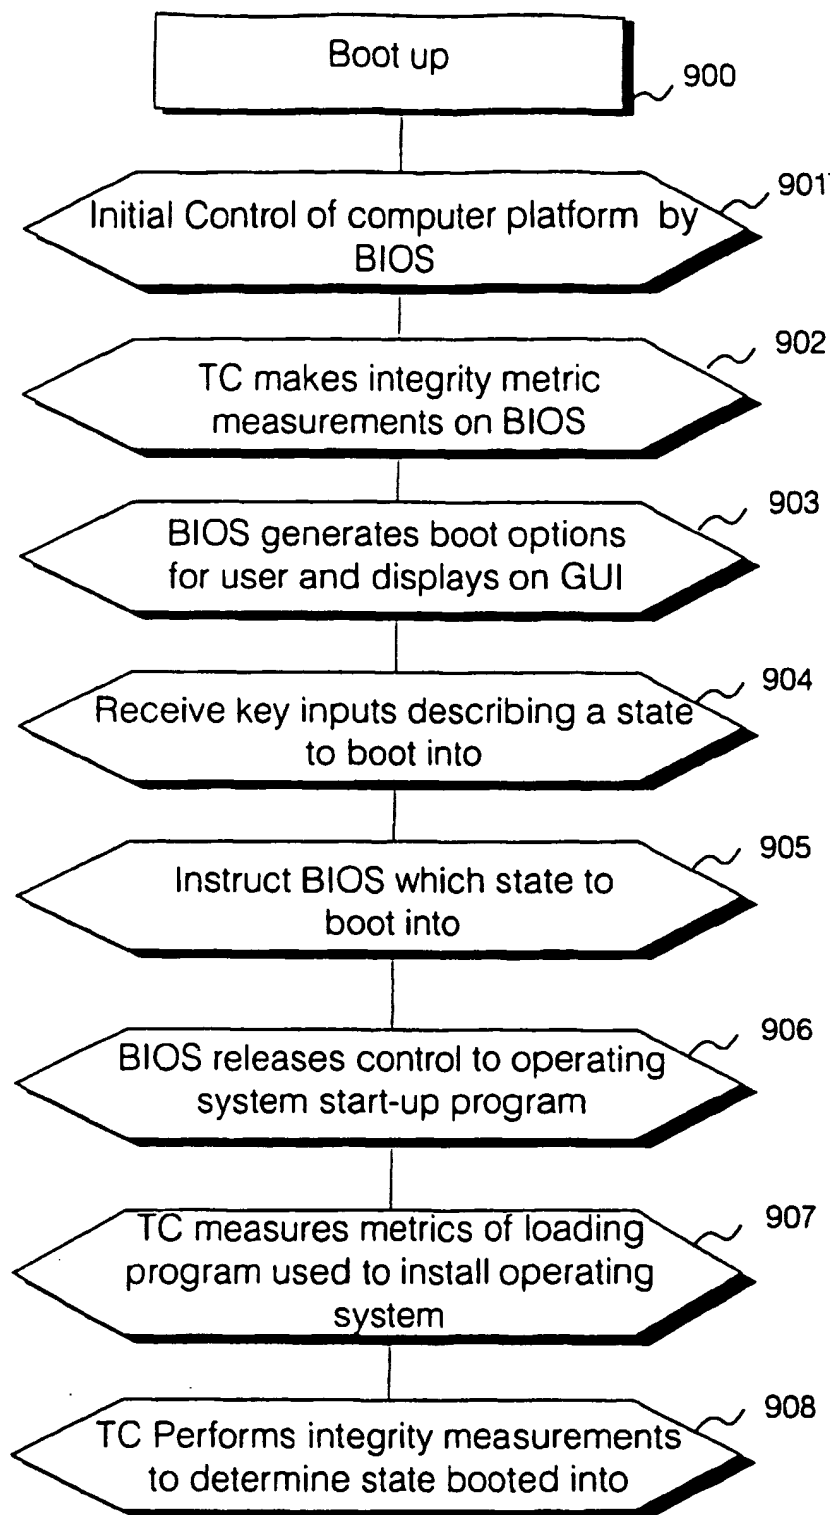 Boot up
900
901
Initial Control of computer platform by
BIOS
902
TC makes integrity metric
measurements on BIOS
903
BIOS generates boot options
for user and displays on GUI
904
Receive key inputs describing a state
to boot into
905
Instruct BIOS which state to
boot into
906
BIOS releases control to operating
system start-up program
907
TC measures metrics of loading
program used to install operating
system
908
TC Performs integrity measurements
to determine state booted into